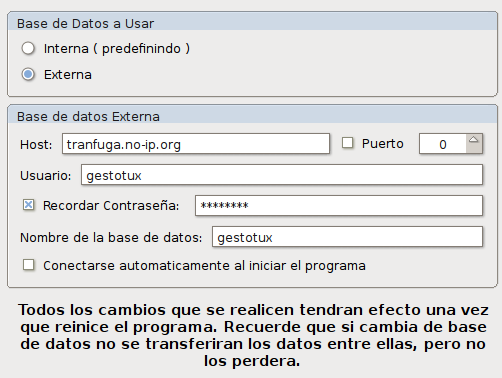 Base de Datos a Usar
Interna ( predefinindo )
Externa
Base de datos Externa
Host: tranfuga.no-ip.org Puerto 0
Usuario: gestotux
Recordar Contraseña: ********
Nombre de la base de datos: gestotux
Conectarse automaticamente al iniciar el programa
Todos los cambios que se realicen tendran efecto una vez
que reinice el programa. Recuerde que si cambia de base
de datos no se transferiran los datos entre ellas, pero no
los perdera.